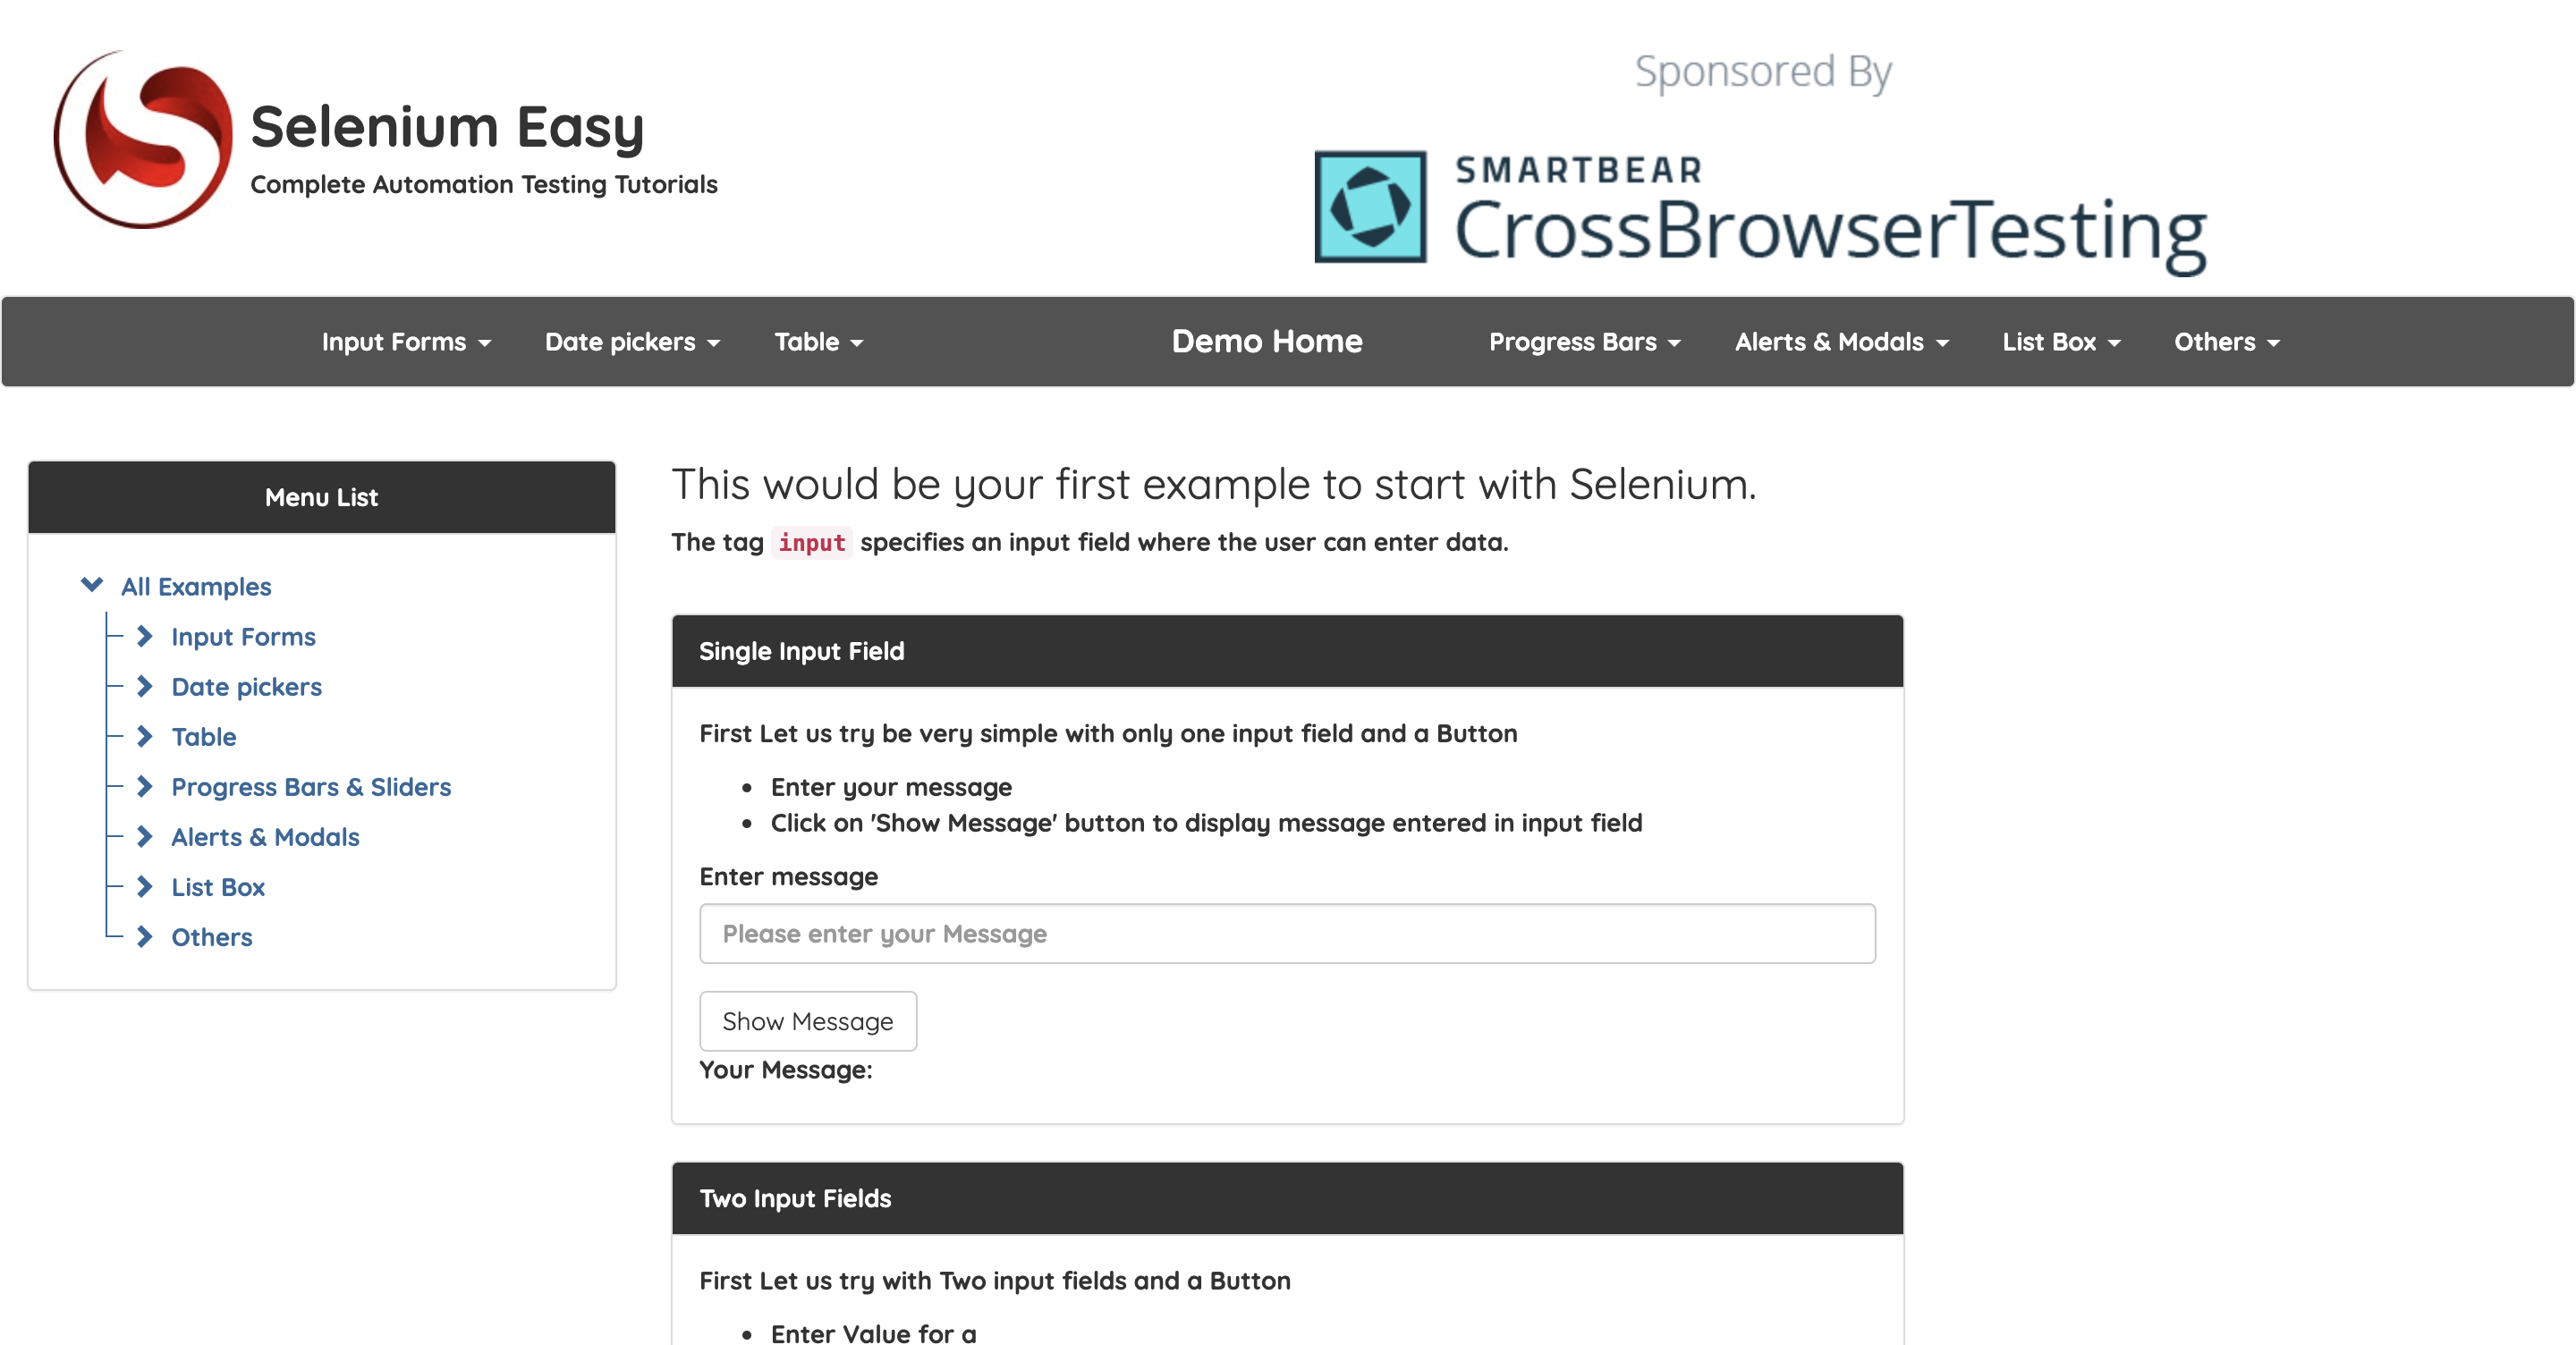 Selenium Easy
Complete Automation Testing Tutorials
Sponsored By
SMARTBEAR
CrossBrowserTesting
Input Forms Date pickers Table Demo Home Progress Bars Alerts & Modals List Box Others
Menu List
All Examples
Input Forms
Date pickers
Table
Progress Bars & Sliders
Alerts & Modals
List Box
Others
This would be your first example to start with Selenium.
The tag input specifies an input field where the user can enter data.
Single Input Field
First Let us try be very simple with only one input field and a Button
Enter your message
Click on 'Show Message' button to display message entered in input field
Enter message
Please enter your Message
Show Message
Your Message:
Two Input Fields
First Let us try with Two input fields and a Button
Enter Value for a